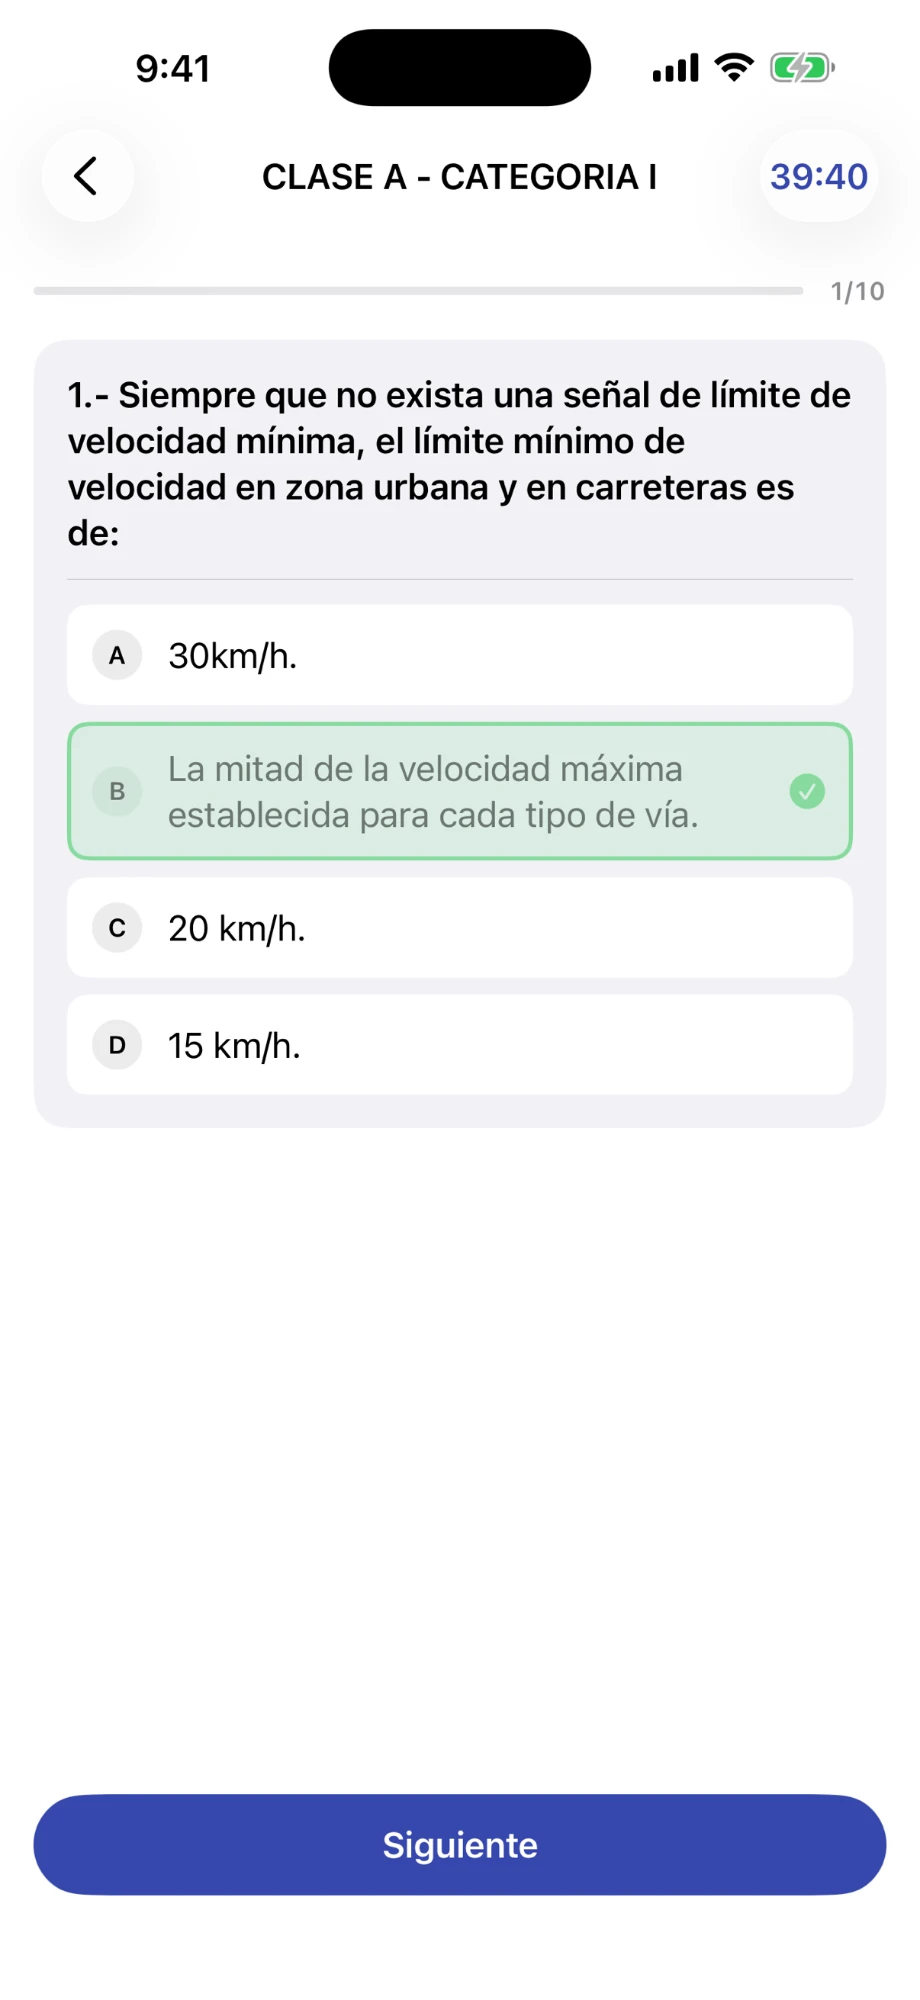 9:41
CLASE A - CATEGORIA I
39:40
1/10
1.- Siempre que no exista una señal de límite de
velocidad mínima, el límite mínimo de
velocidad en zona urbana y en carreteras es
de:
A 30km/h.
B La mitad de la velocidad máxima
establecida para cada tipo de vía.
C 20 km/h.
D 15 km/h.
Siguiente